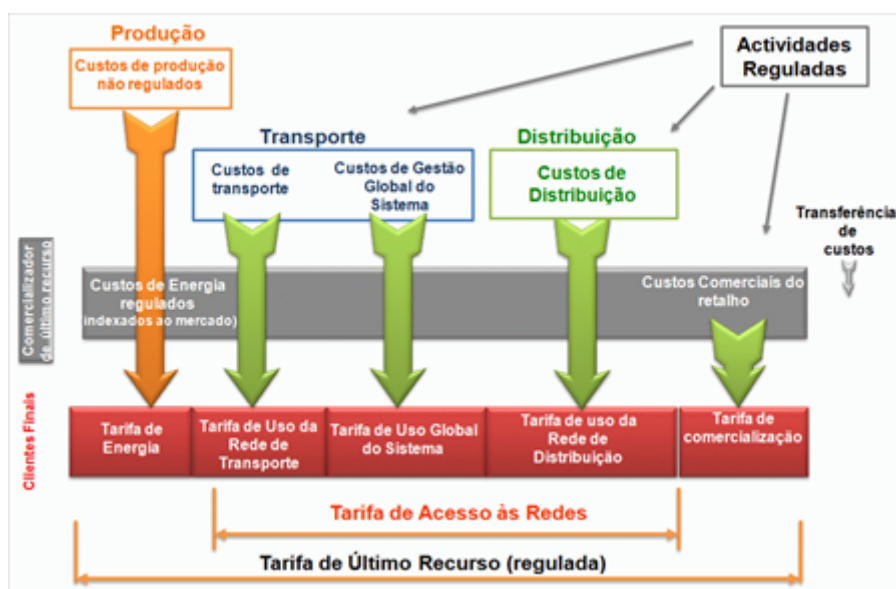 Produção
Custos de produção
não regulados
Actividades
Reguladas
Transporte
Custos de
transporte
Custos de Gestão
Global do
Sistema
Distribuição
Custos de
Distribuição
Transferência
de
custos
Comercializador
de último recurso
Custos de Energia
regulados
(indexados ao mercado)
Custos Comerciais do
retalho
Clientes Finais
Tarifa de
Energia
Tarifa de Uso da
Rede de
Transporte
Tarifa de Uso Global
do Sistema
Tarifa de uso da
Rede de
Distribuição
Tarifa de
comercialização
Tarifa de Acesso às Redes
Tarifa de Último Recurso (regulada)